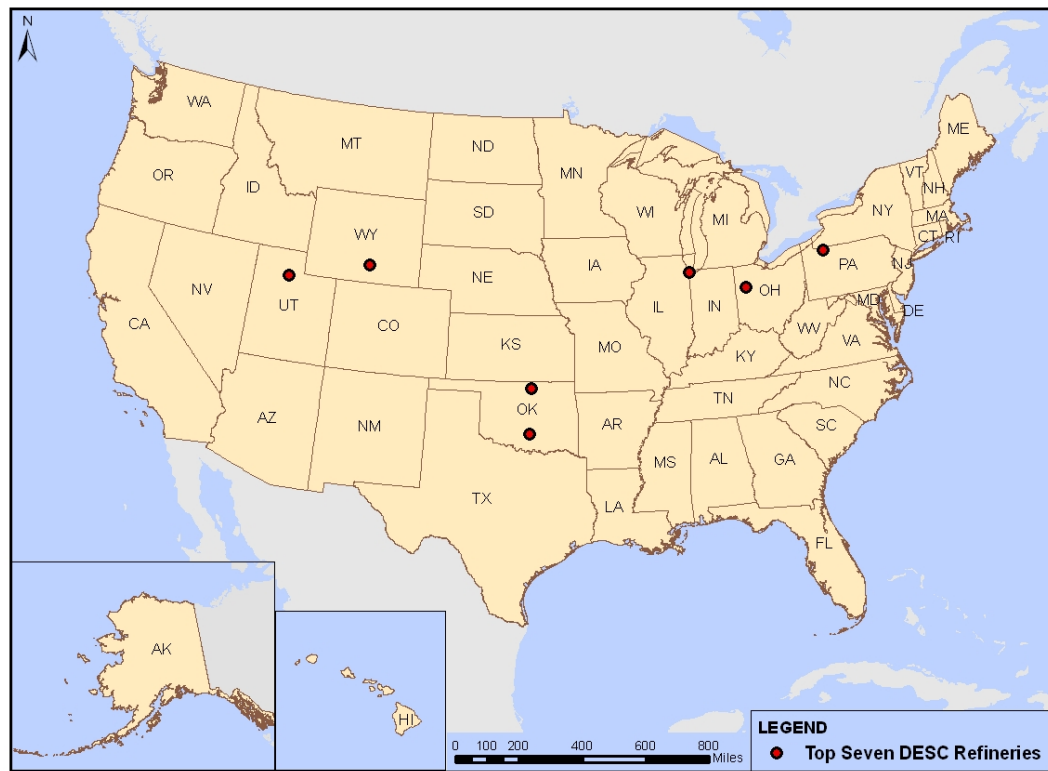 N
WA
MT
ND
MN
ME
OR
ID
SD
WI
MI
VT
NH
NY
MA
CT
RI
WY
NE
IA
PA
NJ
NV
UT
CO
IL
IN
OH
MD
DE
CA
KS
MO
WV
VA
KY
AZ
NM
OK
AR
TN
NC
SC
TX
LA
MS
AL
GA
FL
AK
HI
0 100 200 400 600 800
Miles
LEGEND
Top Seven DESC Refineries